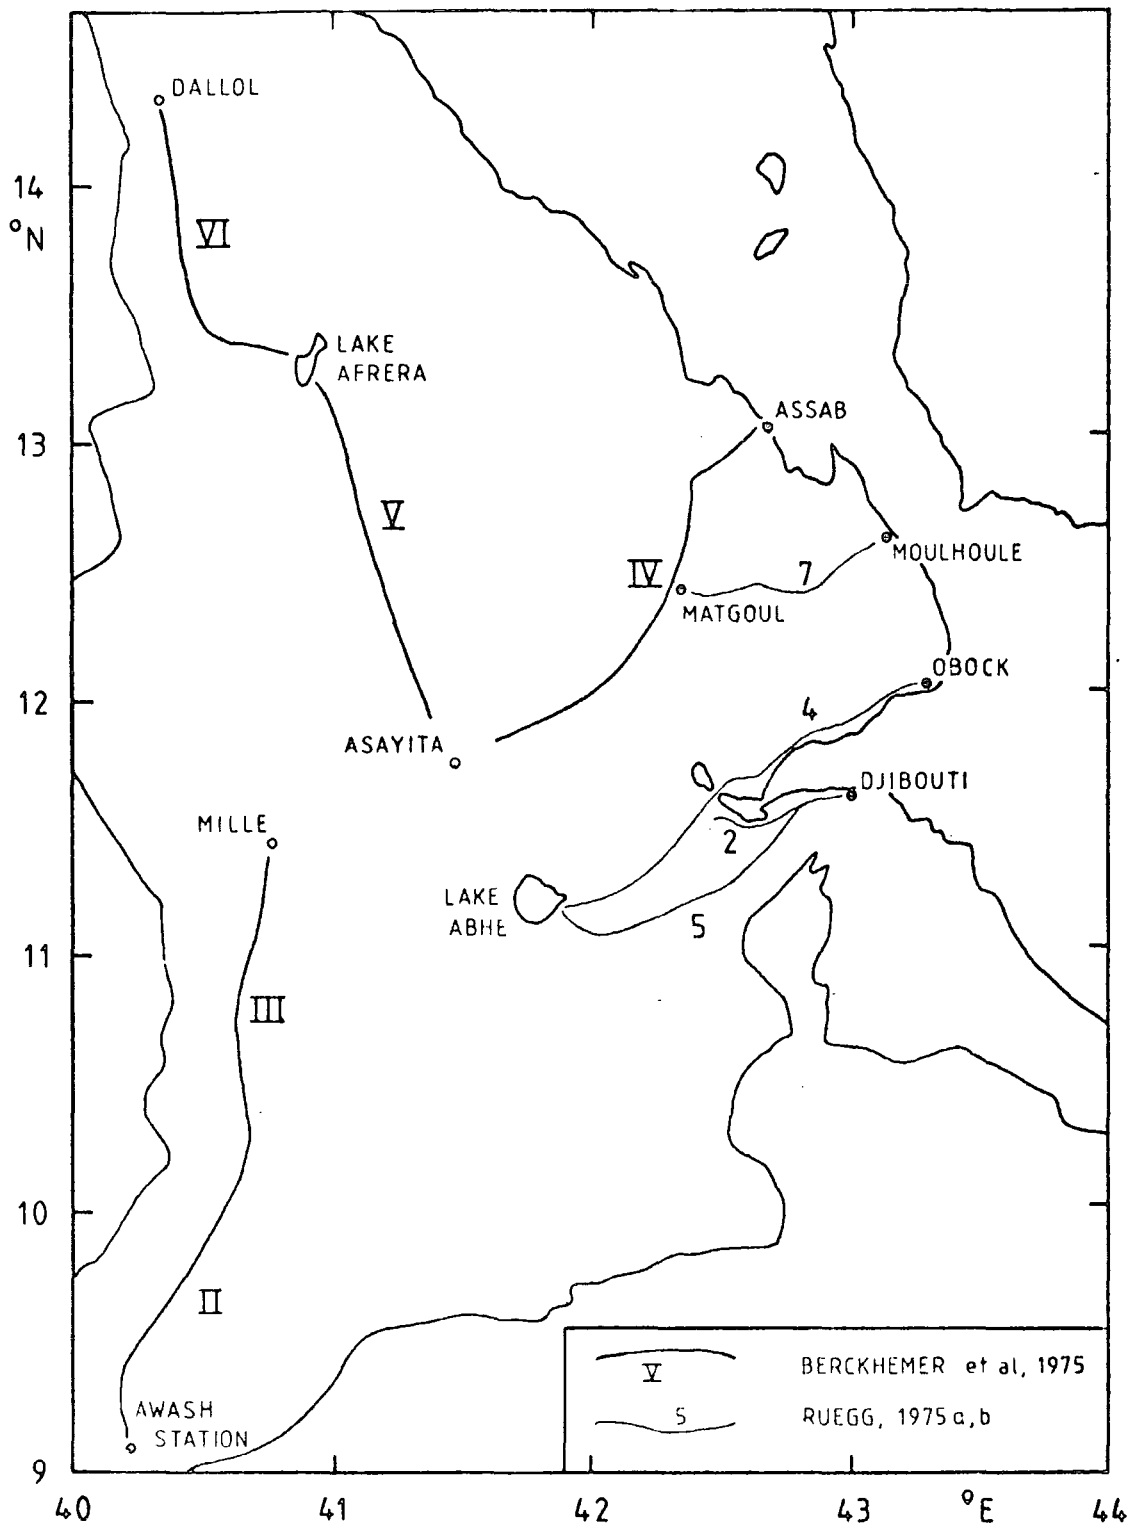 DALLOL
14
°N
VI
LAKE
AFRERA
ASSAB
13
V
IV
7
MOULHOULE
MATGOUL
OBOCK
12
4
ASAYITA
DJIBOUTI
MILLE
2
LAKE
ABHE
5
11
III
10
II
V
BERCKHEMER et al, 1975
5
RUEGG, 1975a,b
AWASH
STATION
9
40
41
42
43
°E
44